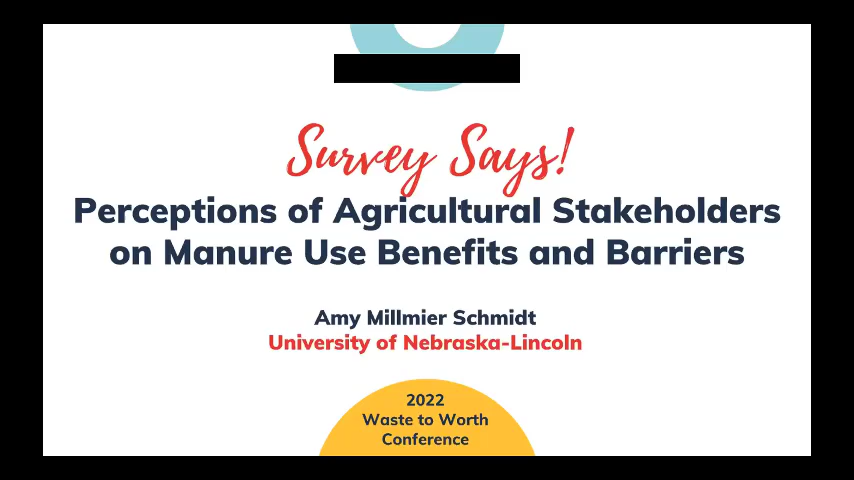 Survey Says!
Perceptions of Agricultural Stakeholders
on Manure Use Benefits and Barriers
Amy Millmier Schmidt
University of Nebraska-Lincoln
2022
Waste to Worth
Conference